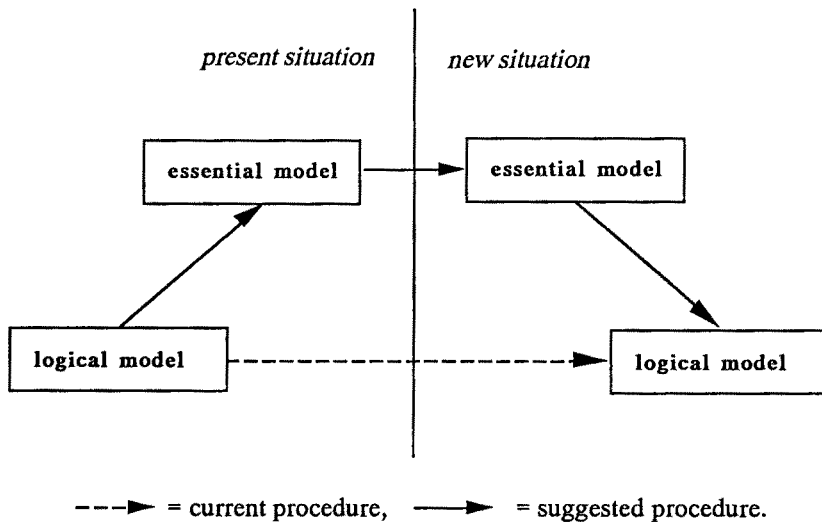 present situation
new situation
essential model
essential model
logical model
logical model
= current procedure, = suggested procedure.